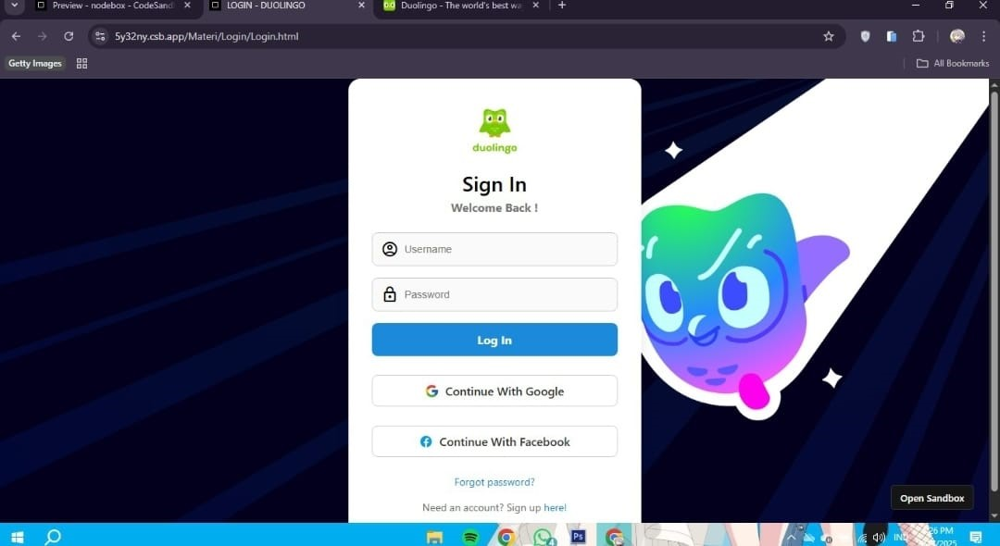 Preview - nodebox - CodeSand
LOGIN - DUOLINGO
Duolingo - The world's best wa
5y32ny.csb.app/Materi/Login/Login.html
Getty Images
All Bookmarks
duolingo
Sign In
Welcome Back !
Username
Password
Log In
Continue With Google
Continue With Facebook
Forgot password?
Need an account? Sign up here!
Open Sandbox
Ps
4
IND
:26 PM
/2025